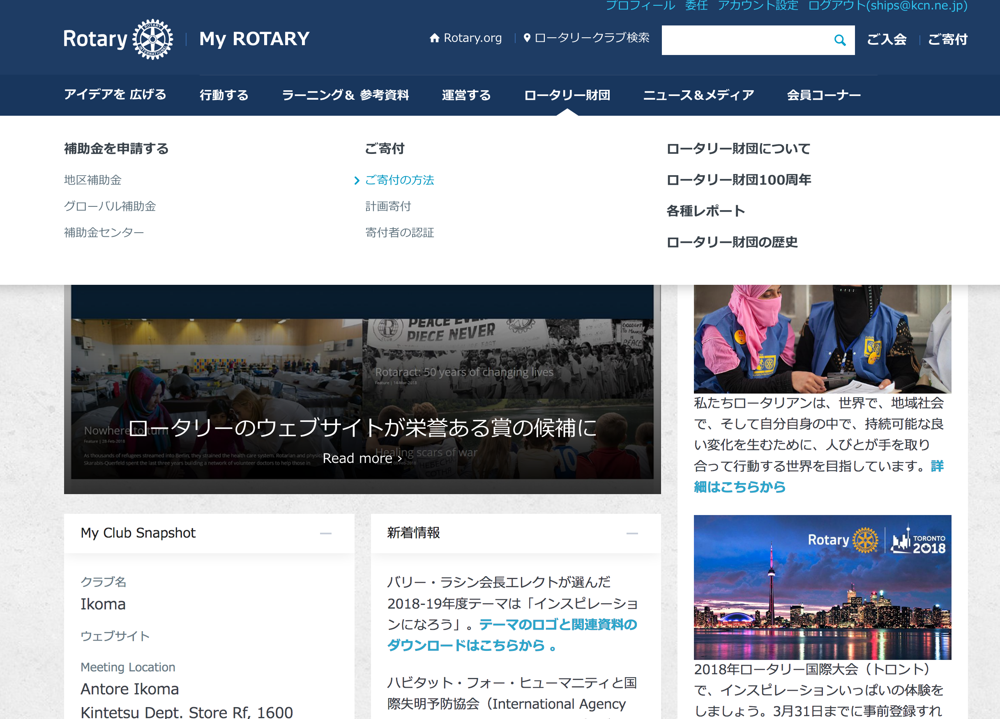 プロフィール 委任 アカウント設定 ログアウト(ships@kcn.ne.jp)
Rotary
ROTARY
INTERNATIONAL
My ROTARY
Rotary.org
ロータリークラブ検索
ご入会
ご寄付
アイデアを 広げる
行動する
ラーニング＆ 参考資料
運営する
ロータリー財団
ニュース＆メディア
会員コーナー
補助金を申請する
地区補助金
グローバル補助金
補助金センター
ご寄付
ご寄付の方法
計画寄付
寄付者の認証
ロータリー財団について
ロータリー財団100周年
各種レポート
ロータリー財団の歴史
PEACE
PIECE NEVER
CLUB
PEACE
Rotaract: 50 years of changing lives
Feature | 14-Mar-2018
Nowhere to turn
Feature | 28-Feb-2018
As thousands of refugees streamed into Berlin, they strained the health care system. Rotarian and
Skarabis-Querfeld spent the last three years building a network of volunteer doctors to help those in
Healing scars of war
Feature | 08-Feb-2018
10
ロータリーのウェブサイトが栄誉ある賞の候補に
Read more ›
私たちロータリアンは、世界で、地域社会
で、そして自分自身の中で、持続可能な良
い変化を生むために、人びとが手を取り
合って行動する世界を目指しています。詳
細はこちらから
My Club Snapshot
クラブ名
Ikoma
ウェブサイト
Meeting Location
Antore Ikoma
Kintetsu Dept. Store Rf, 1600
新着情報
バリー・ラシン会長エレクトが選んだ
2018-19年度テーマは「インスピレーショ
ンになろう」。テーマのロゴと関連資料の
ダウンロードはこちらから 。
ハビタット・フォー・ヒューマニティと国
際失明予防協会（International Agency
Rotary
TORONTO
2018
2018年ロータリー国際大会（トロント）
で、インスピレーションいっぱいの体験を
しましょう。3月31日までに事前登録すれ